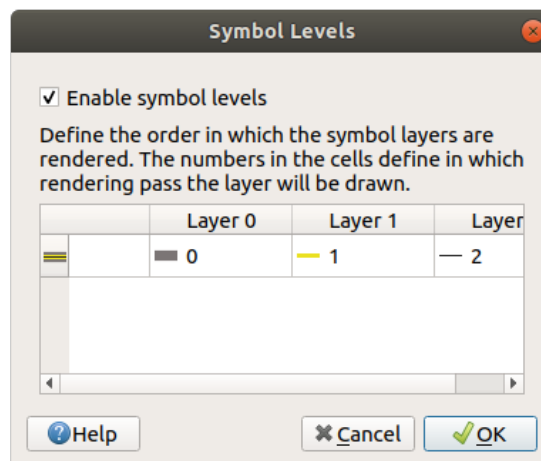 Symbol Levels
Enable symbol levels
Define the order in which the symbol layers are
rendered. The numbers in the cells define in which
rendering pass the layer will be drawn.
Layer 0 Layer 1 Layer
0 1 2
Help Cancel OK